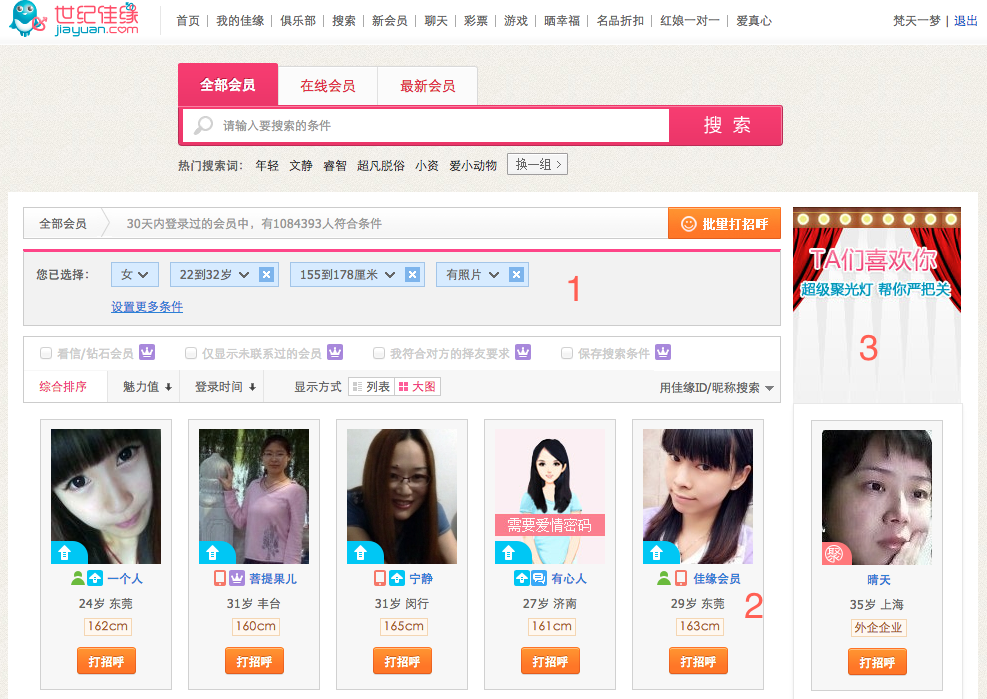 世纪佳缘
jiayuan.com
首页 | 我的佳缘 | 俱乐部 | 搜索 | 新会员 | 聊天 | 彩票 | 游戏 | 晒幸福 | 名品折扣 | 红娘一对一 | 爱真心
梵天一梦 | 退出
全部会员 在线会员 最新会员
请输入要搜索的条件 搜 索
热门搜索词： 年轻 文静 睿智 超凡脱俗 小资 爱小动物 换一组 >
全部会员 30天内登录过的会员中，有1084393人符合条件 批量打招呼
您已选择： 女 22到32岁 155到178厘米 有照片
1
设置更多条件
TA们喜欢你
超级聚光灯 帮你严把关
3
看信/钻石会员 仅显示未联系过的会员 我符合对方的择友要求 保存搜索条件
综合排序 魅力值 登录时间 显示方式 列表 大图 用佳缘ID/昵称搜索
需要爱情密码
聚
一个人 菩提果儿 宁静 有心人 佳缘会员 晴天
24岁 东莞 31岁 丰台 31岁 闵行 27岁 济南 29岁 东莞 35岁 上海
2
162cm 160cm 165cm 161cm 163cm 外企企业
打招呼 打招呼 打招呼 打招呼 打招呼 打招呼